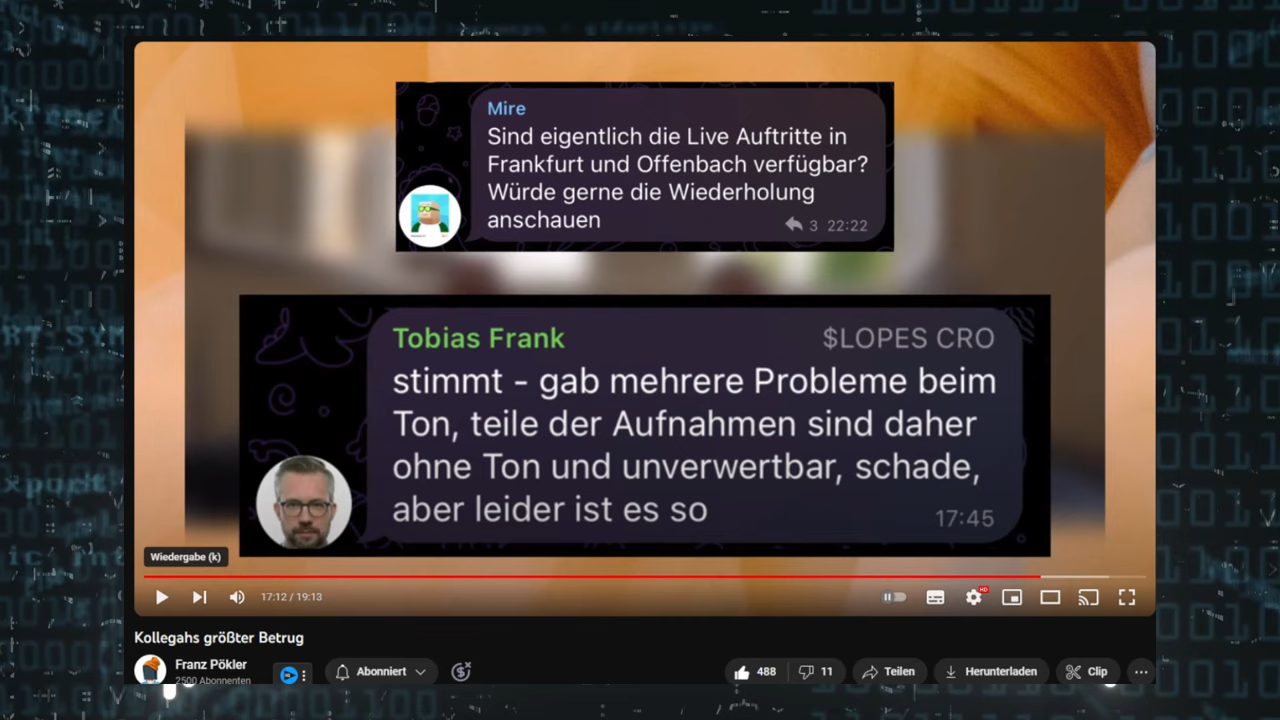 Mire
Sind eigentlich die Live Auftritte in
Frankfurt und Offenbach verfügbar?
Würde gerne die Wiederholung
anschauen
3 22:22
Tobias Frank $LOPES CRO
stimmt - gab mehrere Probleme beim
Ton, teile der Aufnahmen sind daher
ohne Ton und unverwertbar, schade,
aber leider ist es so
17:45
Wiedergabe (k)
17:12 / 19:13
HD
Kollegahs größter Betrug
Franz Pökler
2500 Abonnenten
Abonniert
488
11
Teilen
Herunterladen
Clip